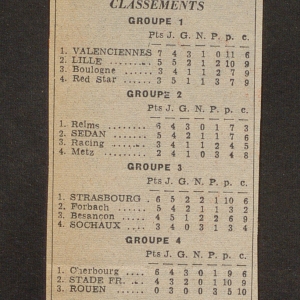 CLASSEMENTS
GROUPE 1
Pts J. G. N. P. p. c.
1. VALENCIENNES 7 4 3 1 0 11 6
2. LILLE ........ 5 5 2 1 2 10 9
3. Boulogne .... 3 4 1 1 2 7 9
4. Red Star .... 3 5 1 1 3 7 9
GROUPE 2
Pts J. G. N. P. p. c.
1. Reims ....... 6 4 3 0 1 7 3
2. SEDAN ..... 5 4 2 1 1 7 6
3. Racing ...... 3 4 1 1 2 4 5
4. Metz ........ 2 4 1 0 3 4 8
GROUPE 3
Pts J. G. N. P. p. c.
1. STRASBOURG . 6 5 2 2 1 10 6
2. Forbach ..... 5 4 2 1 1 3 2
3. Besançon .... 4 5 1 2 2 6 9
4. SOCHAUX .... 3 4 0 3 1 3 4
GROUPE 4
Pts J. G. N. P. p. c.
1. Cherbourg ... 6 4 3 0 1 9 6
2. STADE FR. ... 4 3 2 0 1 10 9
3. ROUEN ...... 0 3 0 0 3 5 10